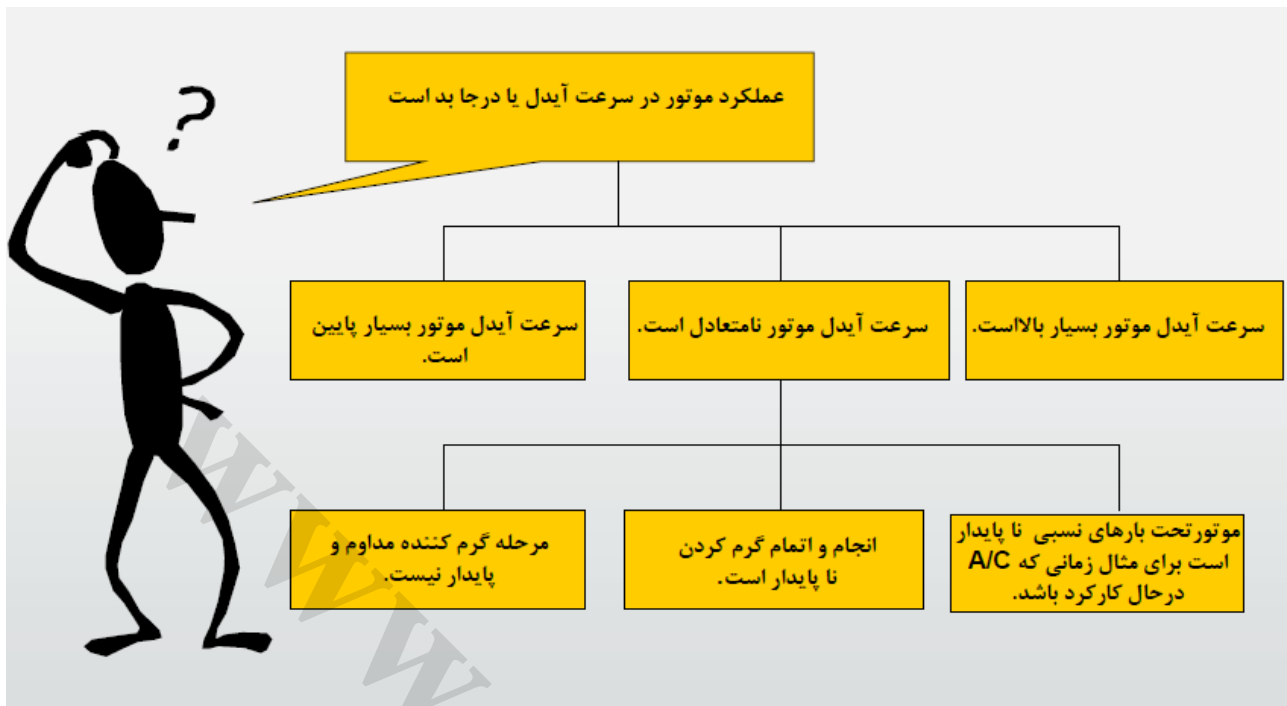 ؟
عملکرد موتور در سرعت آیدل یا درجا بد است
سرعت آیدل موتور بسیار بالااست.
سرعت آیدل موتور نامتعادل است.
سرعت آیدل موتور بسیار پایین
است.
موتورتحت بارهای نسبی نا پایدار
است برای مثال زمانی که A/C
درحال کارکرد باشد.
انجام و اتمام گرم کردن
نا پایدار است.
مرحله گرم کننده مداوم و
پایدار نیست.
www